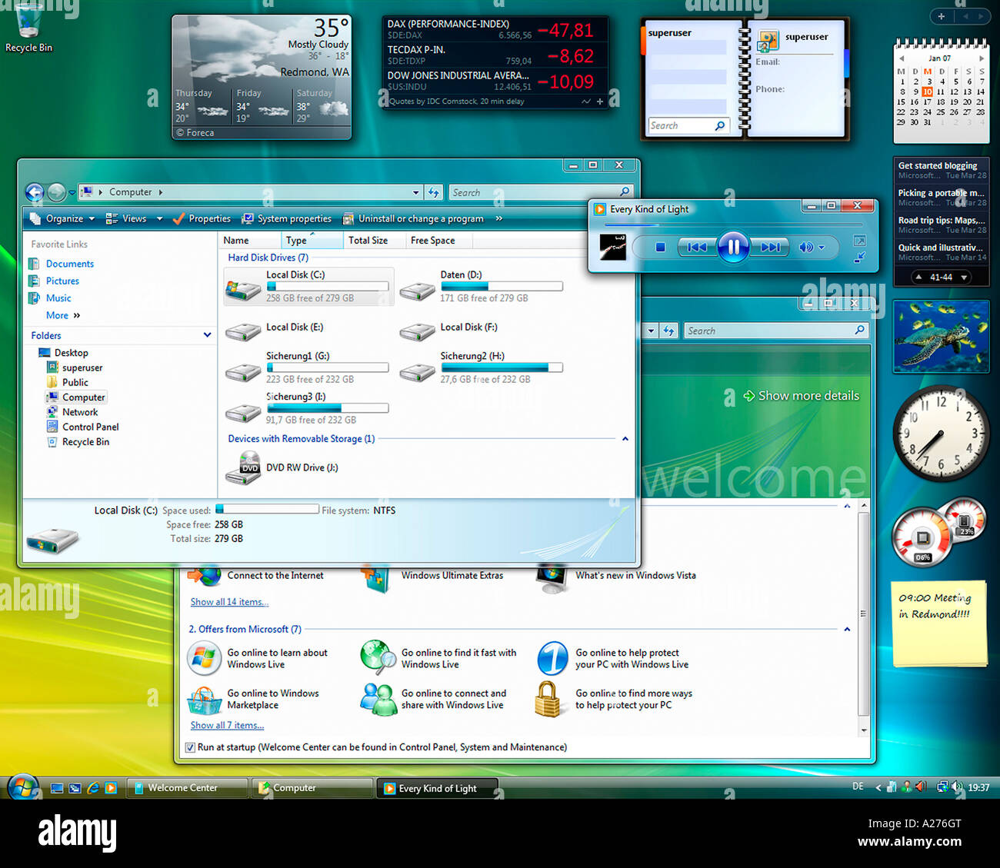 Recycle Bin
35°
Mostly Cloudy
36° - 18°
Redmond, WA
Thursday Friday Saturday
34° 34° 38°
20° 19° 29°
© Foreca
DAX (PERFORMANCE-INDEX)
$DE:DAX 6.566,56 −47,81
TECDAX P-IN.
$DE:TDXP 759,04 −8,62
DOW JONES INDUSTRIAL AVERA...
$US:INDU 12.406,51 −10,09
Quotes by IDC Comstock, 20 min delay
superuser
Search
superuser
Email:
Phone:
Jan 07
M D M D F S S
1 2 3 4 5 6 7
8 9 10 11 12 13 14
15 16 17 18 19 20 21
22 23 24 25 26 27 28
29 30 31 1 2 3 4
Get started blogging
Microsoft... Tue Mar 28
Picking a portable m...
Microsoft... Tue Mar 28
Road trip tips: Maps,...
Microsoft... Tue Mar 28
Quick and illustrativ...
Microsoft... Tue Mar 14
41-44
Computer
Search
Organize Views Properties System properties Uninstall or change a program »
Every Kind of Light
Favorite Links
Documents
Pictures
Music
More »
Folders
Desktop
superuser
Public
Computer
Network
Control Panel
Recycle Bin
Name Type Total Size Free Space
Hard Disk Drives (7)
Local Disk (C:)
258 GB free of 279 GB
Daten (D:)
171 GB free of 279 GB
Local Disk (E:)
Local Disk (F:)
Sicherung1 (G:)
223 GB free of 232 GB
Sicherung2 (H:)
27,6 GB free of 232 GB
Sicherung3 (I:)
91,7 GB free of 232 GB
Devices with Removable Storage (1)
DVD
DVD RW Drive (J:)
Local Disk (C:) Space used: File system: NTFS
Space free: 258 GB
Total size: 279 GB
Search
Show more details
welcome
12 1 2 3 4 5 6 7 8 9 10 11
23%
06%
09:00 Meeting
in Redmond!!!!
Connect to the Internet
Windows Ultimate Extras
What's new in Windows Vista
Show all 14 items...
2. Offers from Microsoft (7)
Go online to learn about
Windows Live
Go online to find it fast with
Windows Live
Go online to help protect
your PC with Windows Live
Go online to Windows
Marketplace
Go online to connect and
share with Windows Live
Go online to find more ways
to help protect your PC
Show all 7 items...
Run at startup (Welcome Center can be found in Control Panel, System and Maintenance)
Welcome Center
Computer
Every Kind of Light
DE
19:37
alamy
Image ID: A276GT
www.alamy.com